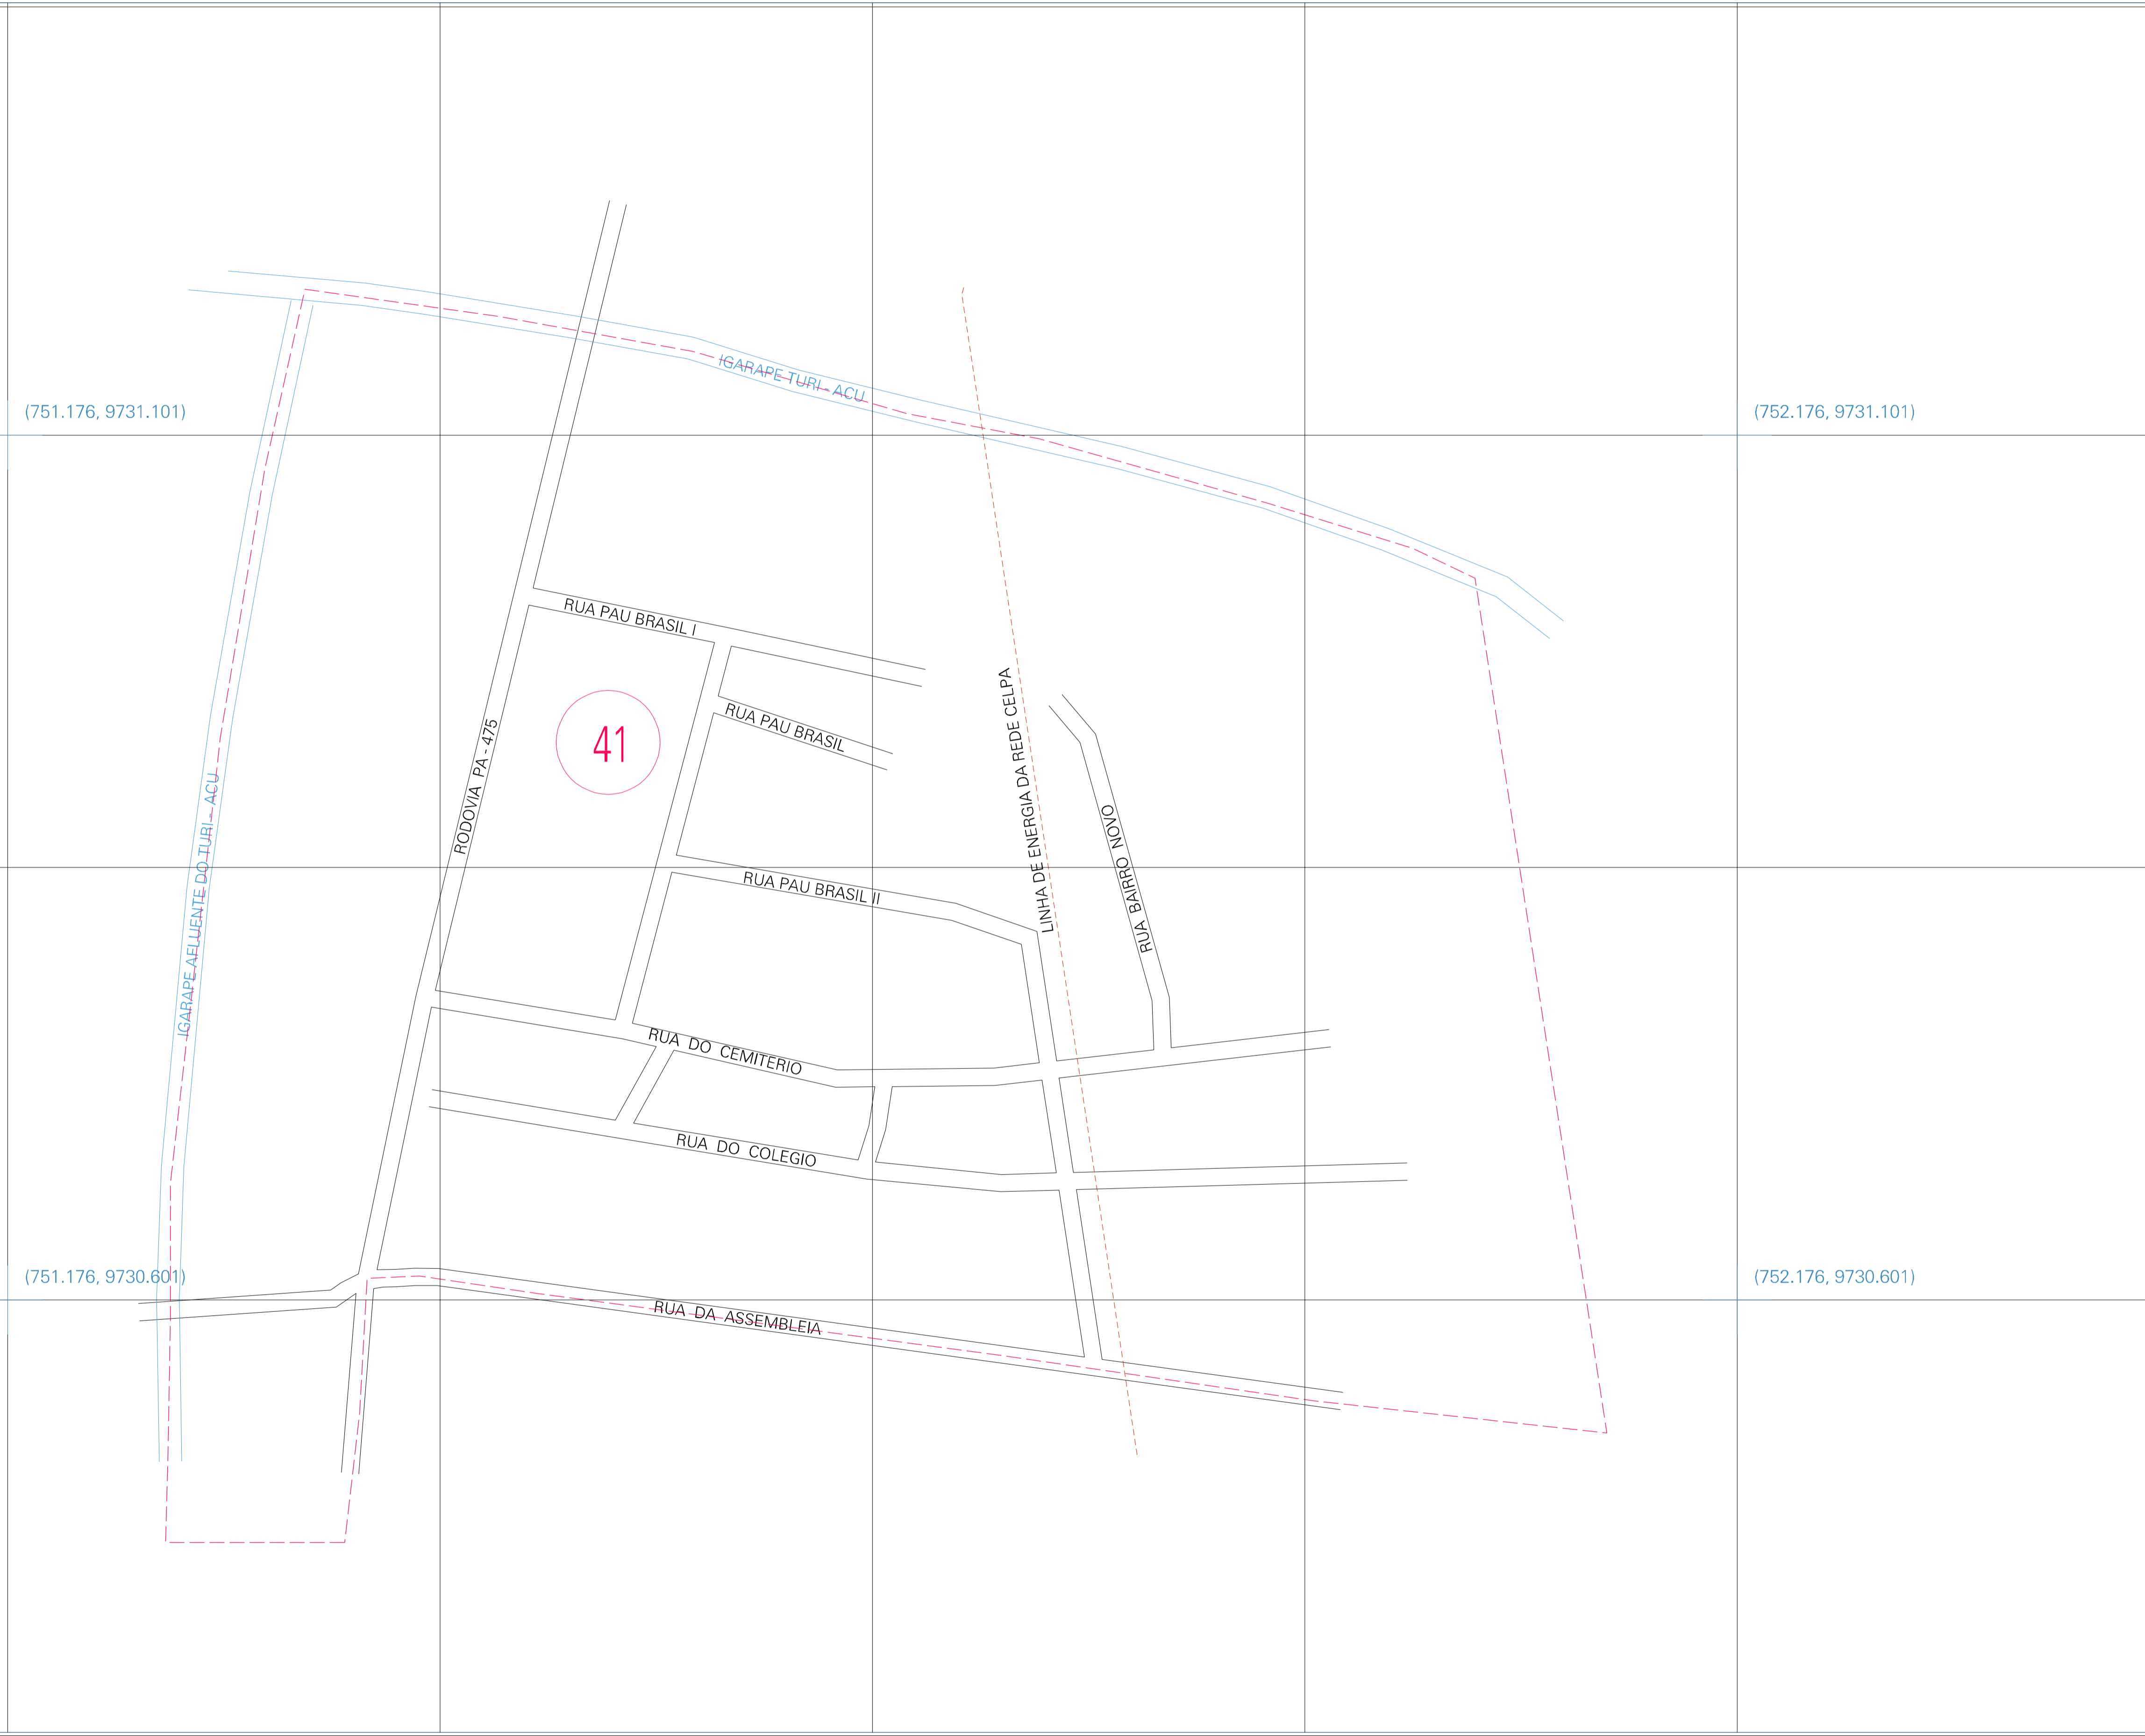 IGARAPE TURI - ACU
(751.176, 9731.101)
(752.176, 9731.101)
RUA PAU BRASIL I
RUA PAU BRASIL
41
RODOVIA PA - 475
LINHA DE ENERGIA DA REDE CELPA
RUA BAIRRO NOVO
IGARAPE AFLUENTE DO TURI - ACU
RUA PAU BRASIL II
RUA DO CEMITERIO
RUA DO COLEGIO
(751.176, 9730.601)
(752.176, 9730.601)
RUA DA ASSEMBLEIA